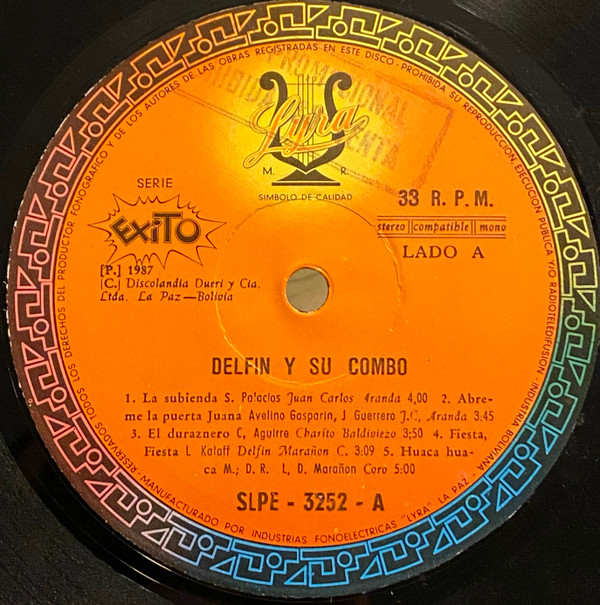 TODOS LOS DERECHOS DEL PRODUCTOR FONOGRAFICO Y DE LOS AUTORES DE LAS OBRAS REGISTRADAS EN ESTE DISCO - PROHIBIDA SU REPRODUCCION, EJECUCION PUBLICA Y/O RADIOTELEDIFUSION - INDUSTRIA BOLIVIANA
RESERVADOS - MANUFACTURADO POR INDUSTRIAS FONOELECTRICAS "LYRA" LA PAZ
PROMOCIONAL
VENTA
Lyra
M. R.
SIMBOLO DE CALIDAD
SERIE
EXITO
33 R. P. M.
stereo compatible mono
LADO A
[P.] 1987
[C.] Discolandia Dueri y Cia.
Ltda. La Paz—Bolivia
DELFIN Y SU COMBO
1. La subienda S. Palacios Juan Carlos Aranda 4,00 2. Abre-
me la puerta Juana Avelino Gasparin, J Guerrero J.C, Aranda 3:45
3. El duraznero C, Aguirre Charito Baldiviezo 3;50 4. Fiesta,
Fiesta L Kalaff Delfin Marañon C. 3:09 5. Huaca hua-
ca M.; D. R. L, D. Marañon Coro 5:00
SLPE - 3252 - A